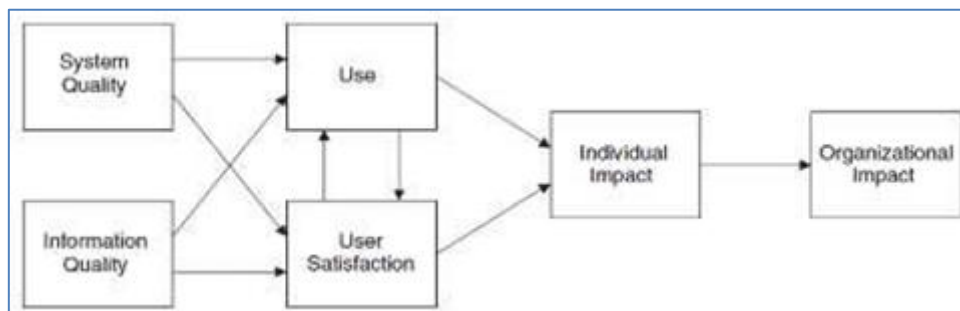 System
Quality
Use
Individual
Impact
Organizational
Impact
Information
Quality
User
Satisfaction